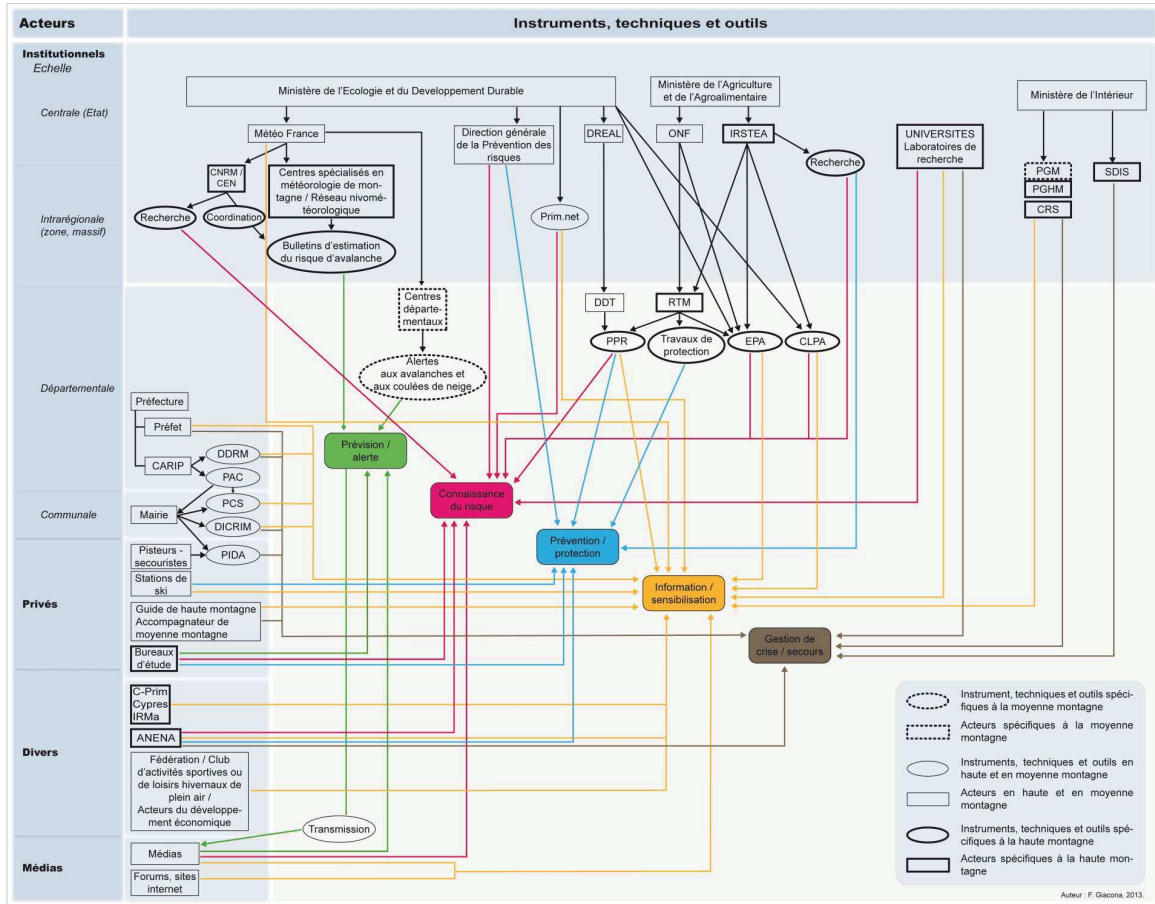 Acteurs
Instruments, techniques et outils
Institutionnels
Echelle
Centrale (Etat)
Intrarégionale
(zone, massif)
Départementale
Communale
Privés
Divers
Médias
Ministère de l'Ecologie et du Developpement Durable
Ministère de l'Agriculture
et de l'Agroalimentaire
Ministère de l'Intérieur
Météo France
Direction générale
de la Prévention des
risques
DREAL
ONF
IRSTEA
UNIVERSITES
Laboratoires de
recherche
CNRM /
CEN
Centres spécialisés en
météorologie de mon-
tagne / Réseau nivomé-
téorologique
Recherche
PGM
PGHM
CRS
SDIS
Recherche
Coordination
Prim.net
Bulletins d'estimation
du risque d'avalanche
Centres
départe-
mentaux
DDT
RTM
PPR
Travaux de
protection
EPA
CLPA
Alertes
aux avalanches et
aux coulées de neige
Préfecture
Préfet
CARIP
DDRM
PAC
Mairie
PCS
DICRIM
PIDA
Prévision /
alerte
Connaissance
du risque
Prévention /
protection
Information /
sensibilisation
Gestion de
crise / secours
Pisteurs -
secouristes
Stations de
ski
Guide de haute montagne
Accompagnateur de
moyenne montagne
Bureaux
d'étude
C-Prim
Cypres
IRMa
ANENA
Fédération / Club
d'activités sportives ou
de loisirs hivernaux de
plein air /
Acteurs du développe-
ment économique
Transmission
Médias
Forums, sites
internet
Instrument, techniques et outils spéci-
fiques à la moyenne montagne
Acteurs spécifiques à la moyenne
montagne
Instruments, techniques et outils en
haute et en moyenne montagne
Acteurs en haute et en moyenne
montagne
Instruments, techniques et outils spé-
cifiques à la haute montagne
Acteurs spécifiques à la haute mon-
tagne
Auteur : F. Giacona, 2013.